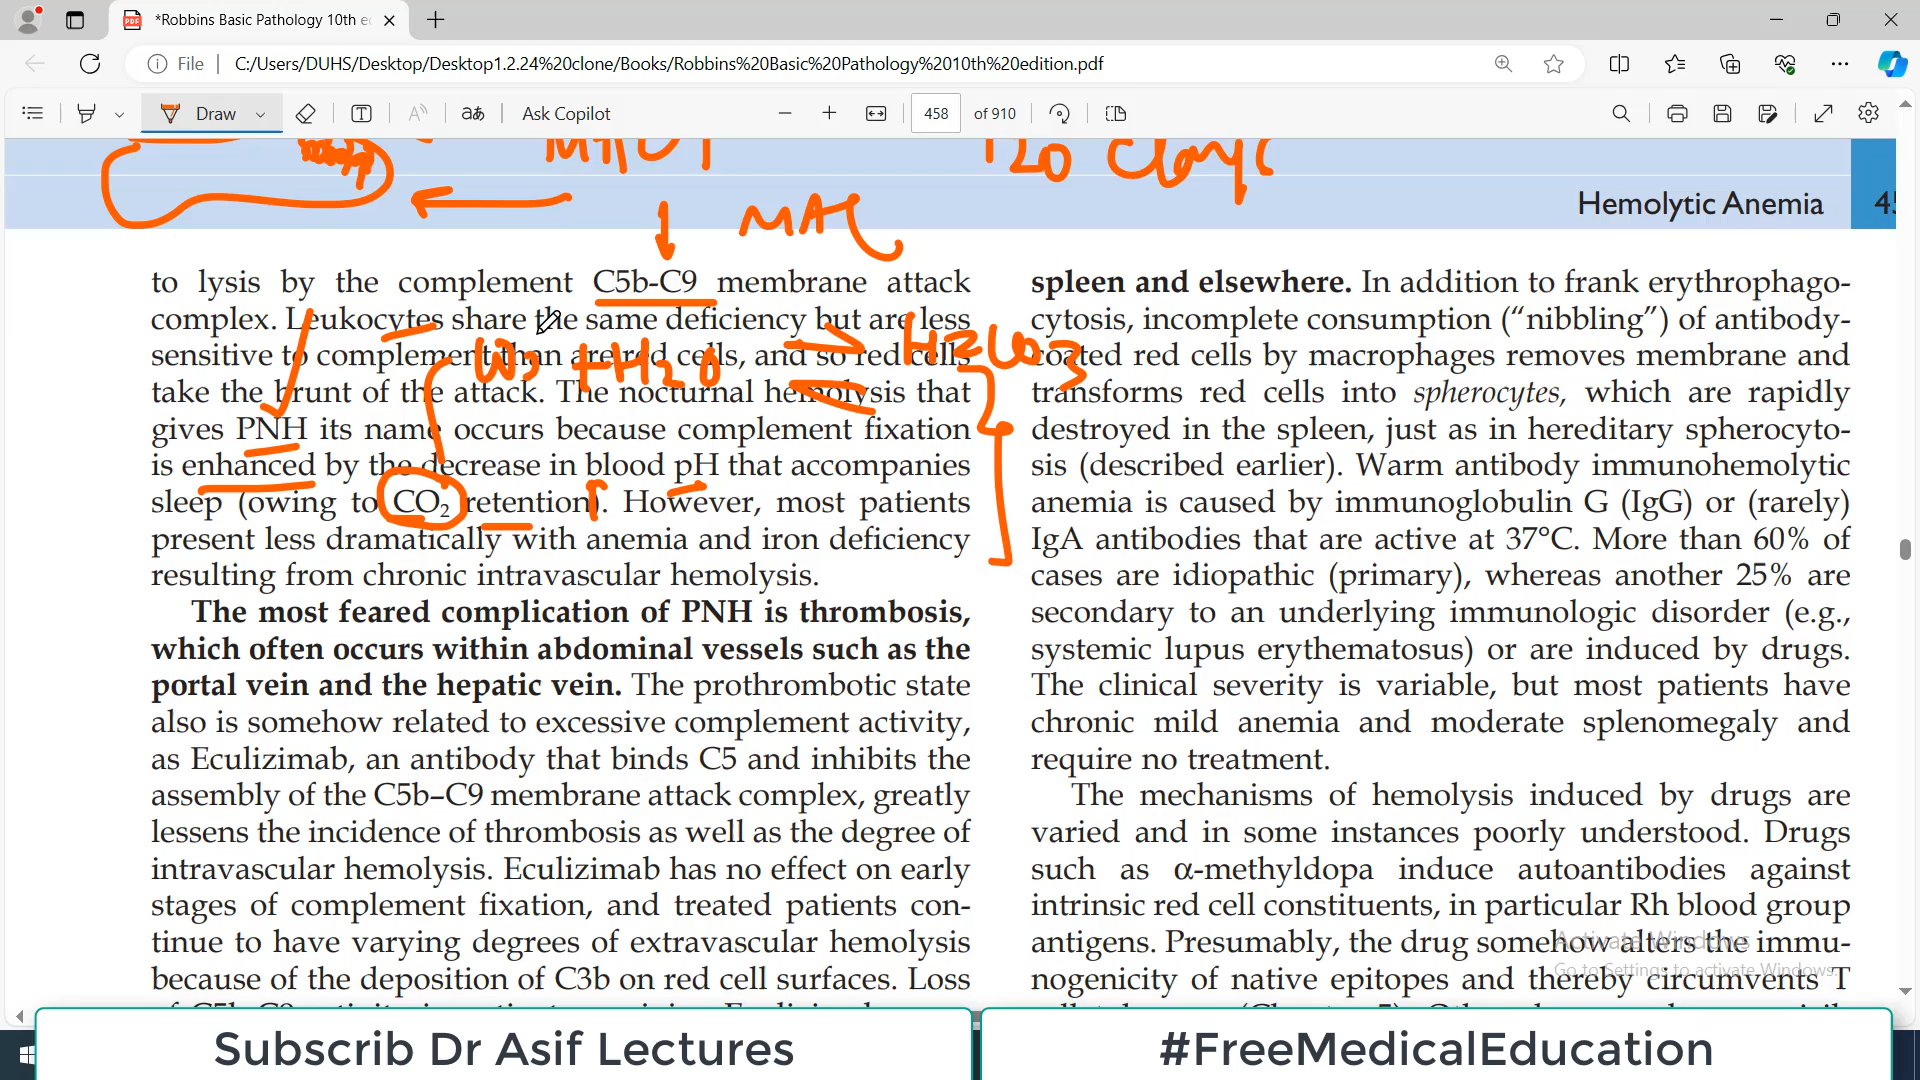 *Robbins Basic Pathology 10th e
File
C:/Users/DUHS/Desktop/Desktop1.2.24%20clone/Books/Robbins%20Basic%20Pathology%2010th%20edition.pdf
Draw
Ask Copilot
458 of 910
120 days
MAC
Hemolytic Anemia
to lysis by the complement C5b-C9 membrane attack
complex. Leukocytes share the same deficiency but are less
sensitive to complement than are red cells, and so red cells
take the brunt of the attack. The nocturnal hemolysis that
gives PNH its name occurs because complement fixation
is enhanced by the decrease in blood pH that accompanies
sleep (owing to CO₂ retention). However, most patients
present less dramatically with anemia and iron deficiency
resulting from chronic intravascular hemolysis.
The most feared complication of PNH is thrombosis,
which often occurs within abdominal vessels such as the
portal vein and the hepatic vein. The prothrombotic state
also is somehow related to excessive complement activity,
as Eculizimab, an antibody that binds C5 and inhibits the
assembly of the C5b–C9 membrane attack complex, greatly
lessens the incidence of thrombosis as well as the degree of
intravascular hemolysis. Eculizimab has no effect on early
stages of complement fixation, and treated patients con-
tinue to have varying degrees of extravascular hemolysis
because of the deposition of C3b on red cell surfaces. Loss
+H2O
H2CO3
spleen and elsewhere. In addition to frank erythrophago-
cytosis, incomplete consumption (“nibbling”) of antibody-
coated red cells by macrophages removes membrane and
transforms red cells into spherocytes, which are rapidly
destroyed in the spleen, just as in hereditary spherocyto-
sis (described earlier). Warm antibody immunohemolytic
anemia is caused by immunoglobulin G (IgG) or (rarely)
IgA antibodies that are active at 37°C. More than 60% of
cases are idiopathic (primary), whereas another 25% are
secondary to an underlying immunologic disorder (e.g.,
systemic lupus erythematosus) or are induced by drugs.
The clinical severity is variable, but most patients have
chronic mild anemia and moderate splenomegaly and
require no treatment.
The mechanisms of hemolysis induced by drugs are
varied and in some instances poorly understood. Drugs
such as α-methyldopa induce autoantibodies against
intrinsic red cell constituents, in particular Rh blood group
antigens. Presumably, the drug somehow alters the immu-
nogenicity of native epitopes and thereby circumvents T
Activate Windows
Go to Settings to activate Windows.
Subscrib Dr Asif Lectures
#FreeMedicalEducation